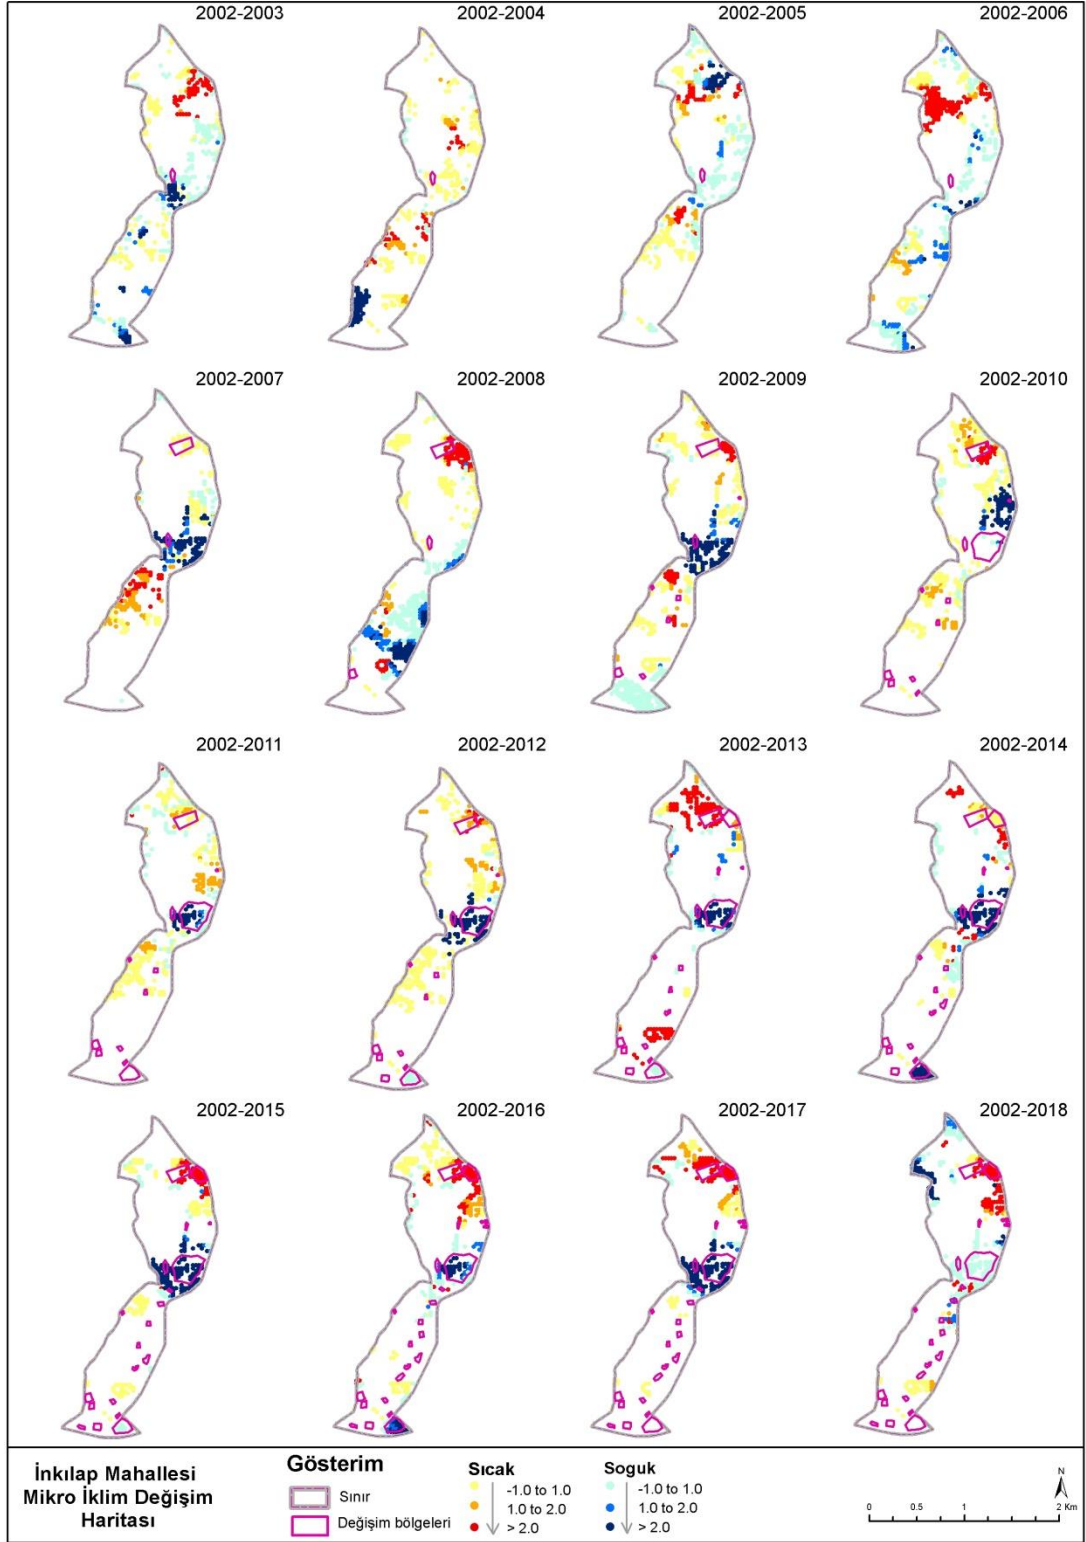 2002-2003
2002-2004
2002-2005
2002-2006
2002-2007
2002-2008
2002-2009
2002-2010
2002-2011
2002-2012
2002-2013
2002-2014
2002-2015
2002-2016
2002-2017
2002-2018
İnkılap Mahallesi
Mikro İklim Değişim
Haritası
Gösterim
Sınır
Değişim bölgeleri
Sıcak
-1.0 to 1.0
1.0 to 2.0
> 2.0
Soguk
-1.0 to 1.0
1.0 to 2.0
> 2.0
N
0 0.5 1 2 Km